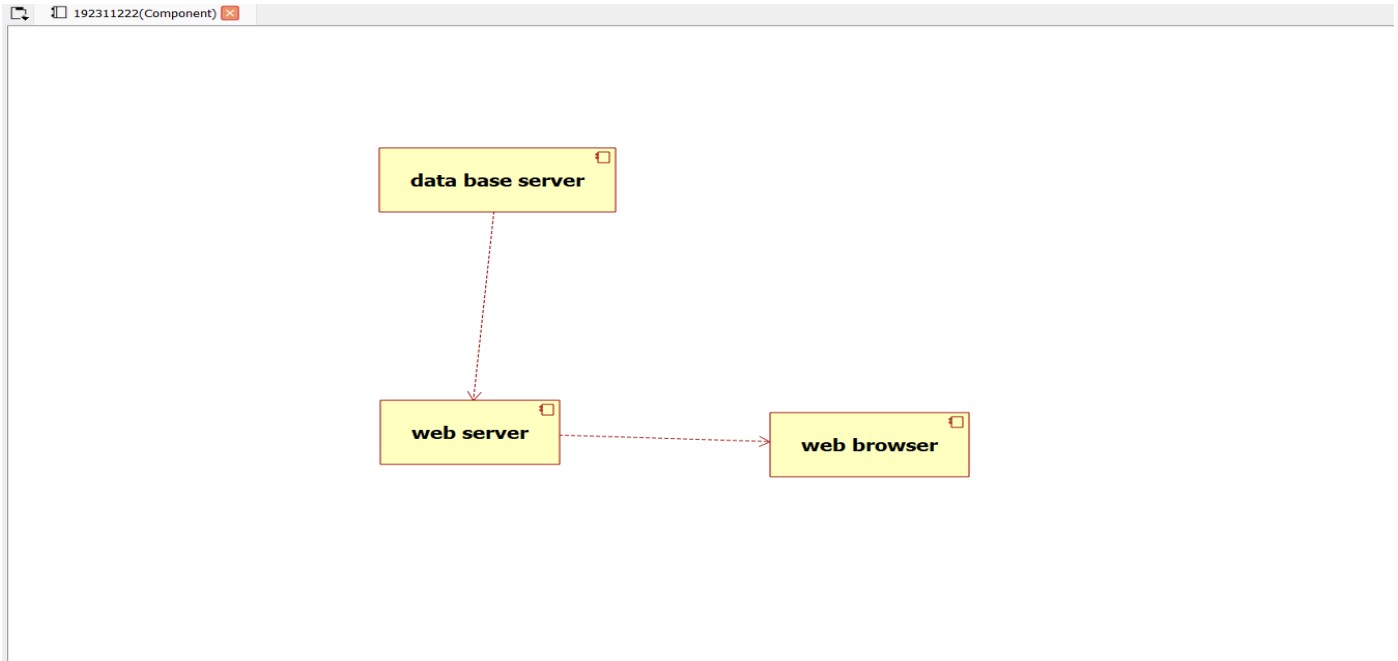 192311222(Component)
data base server
web server
web browser